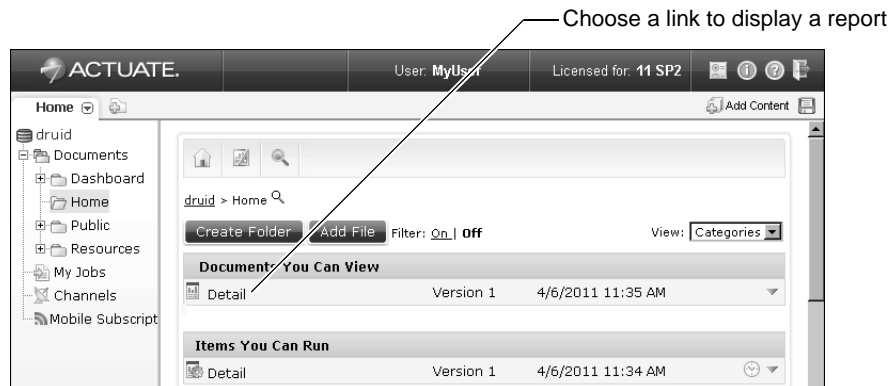 Choose a link to display a report
ACTUATE.
User: MyUser
Licensed for: 11 SP2
Home
Add Content
druid
Documents
Dashboard
Home
Public
Resources
My Jobs
Channels
Mobile Subscript
druid > Home
Create Folder
Add File
Filter: On | Off
View: Categories
Documents You Can View
Detail Version 1 4/6/2011 11:35 AM
Items You Can Run
Detail Version 1 4/6/2011 11:34 AM